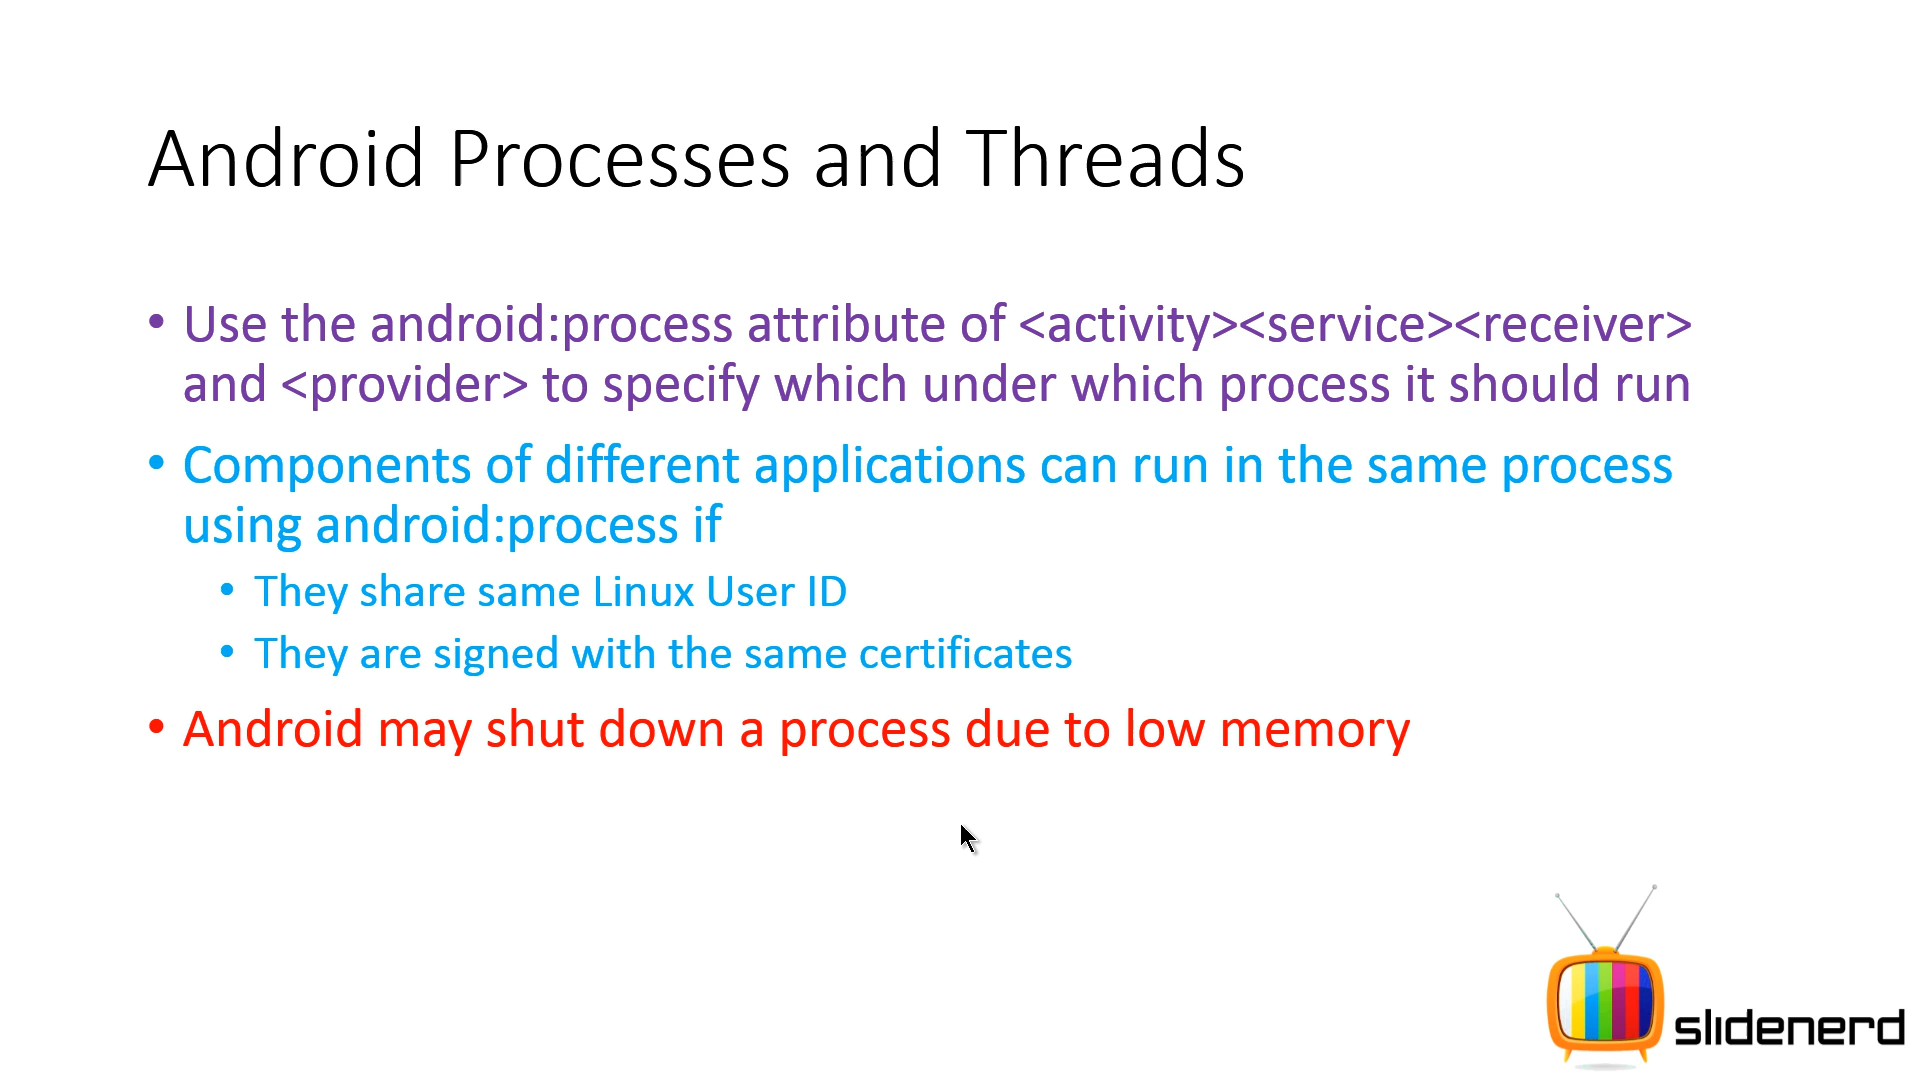 Android Processes and Threads
• Use the android:process attribute of <activity><service><receiver>
and <provider> to specify which under which process it should run
• Components of different applications can run in the same process
using android:process if
• They share same Linux User ID
• They are signed with the same certificates
• Android may shut down a process due to low memory
slidenerd